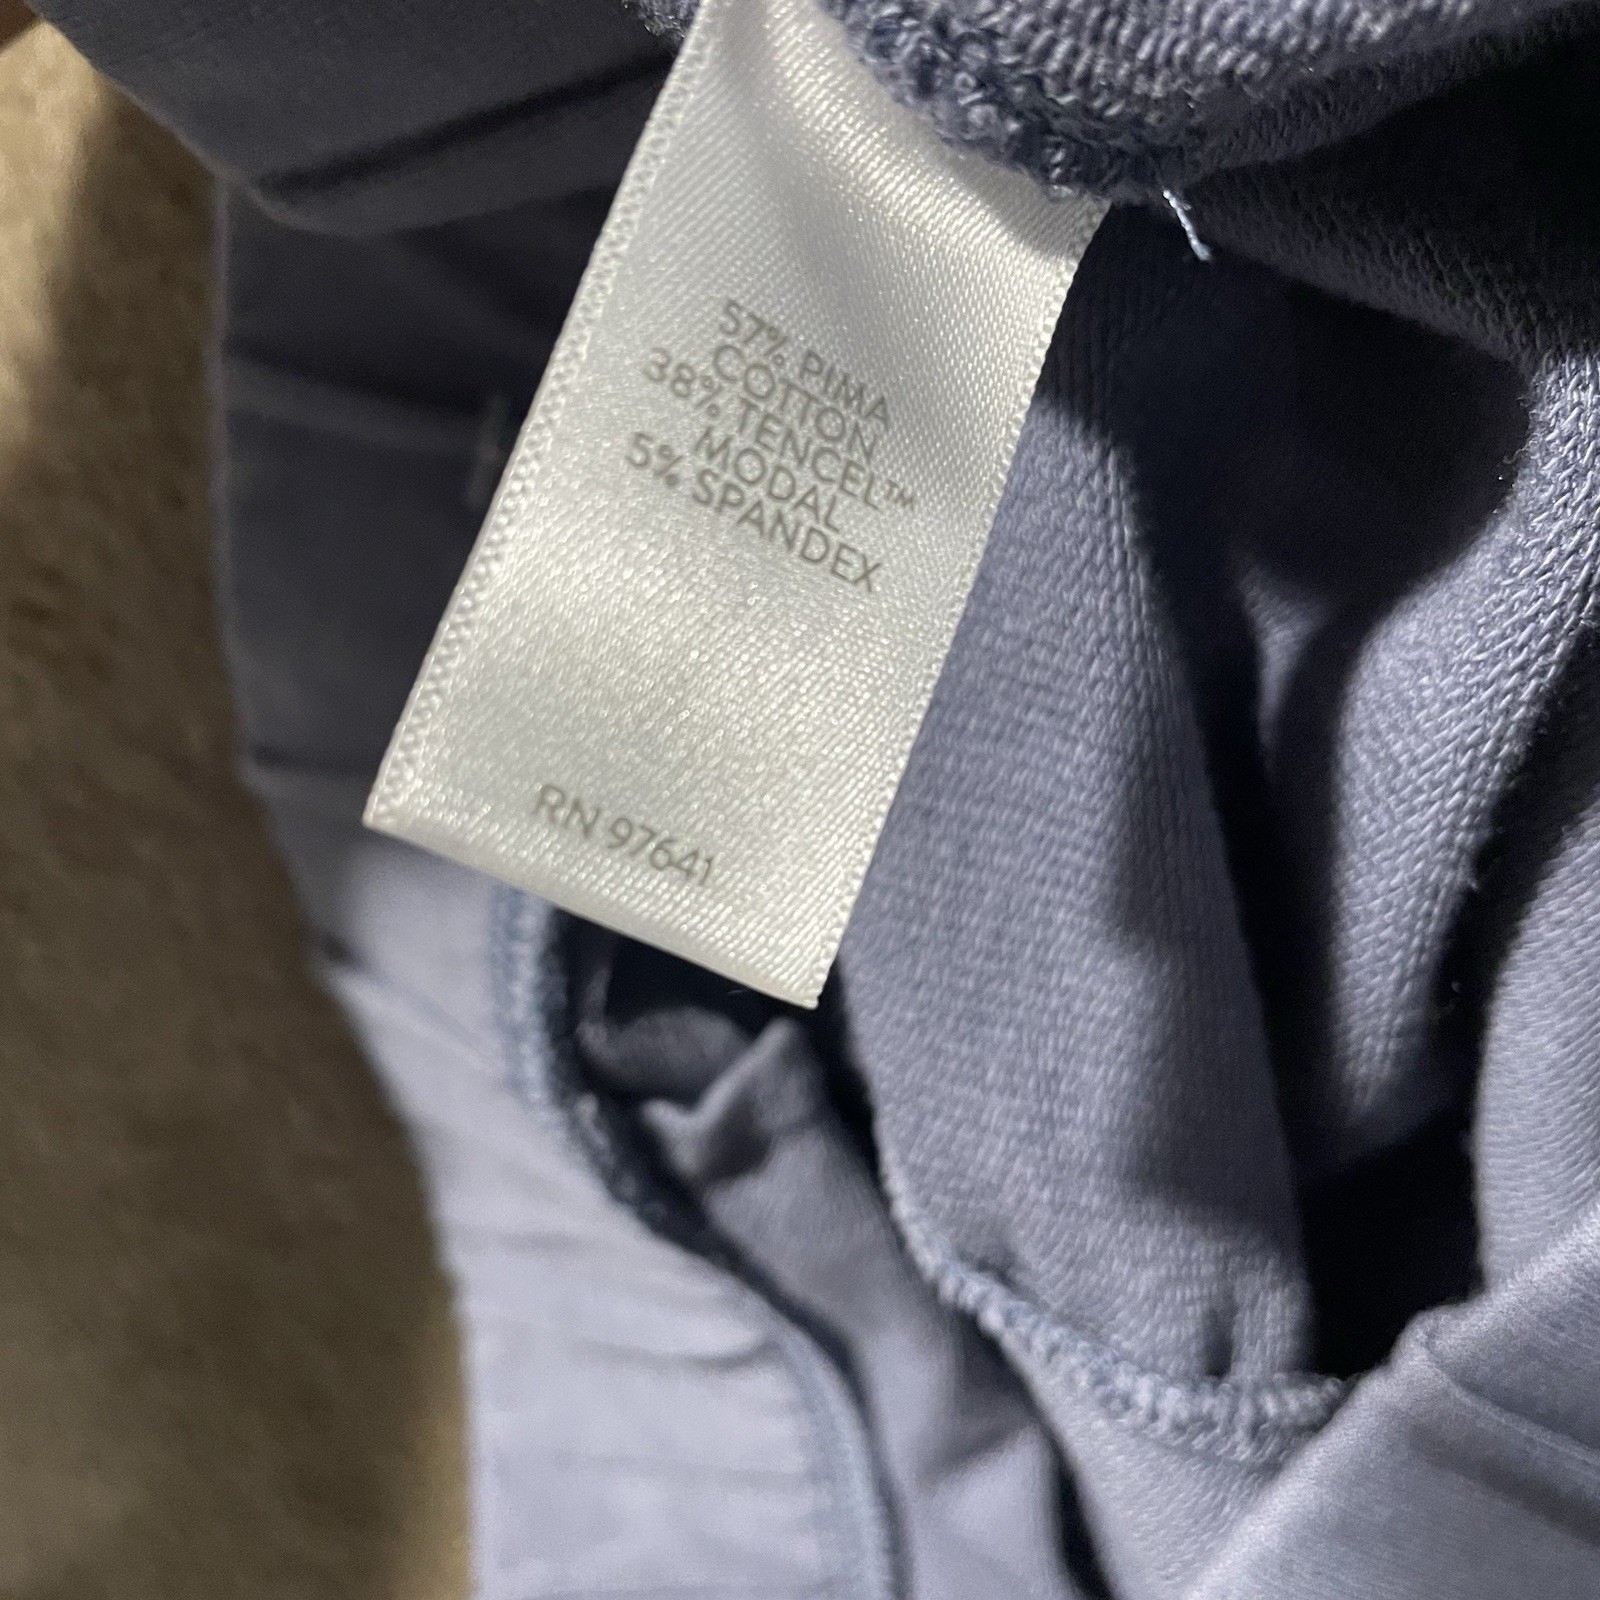 57% PIMA
COTTON
38% TENCEL™
MODAL
5% SPANDEX
RN 97641